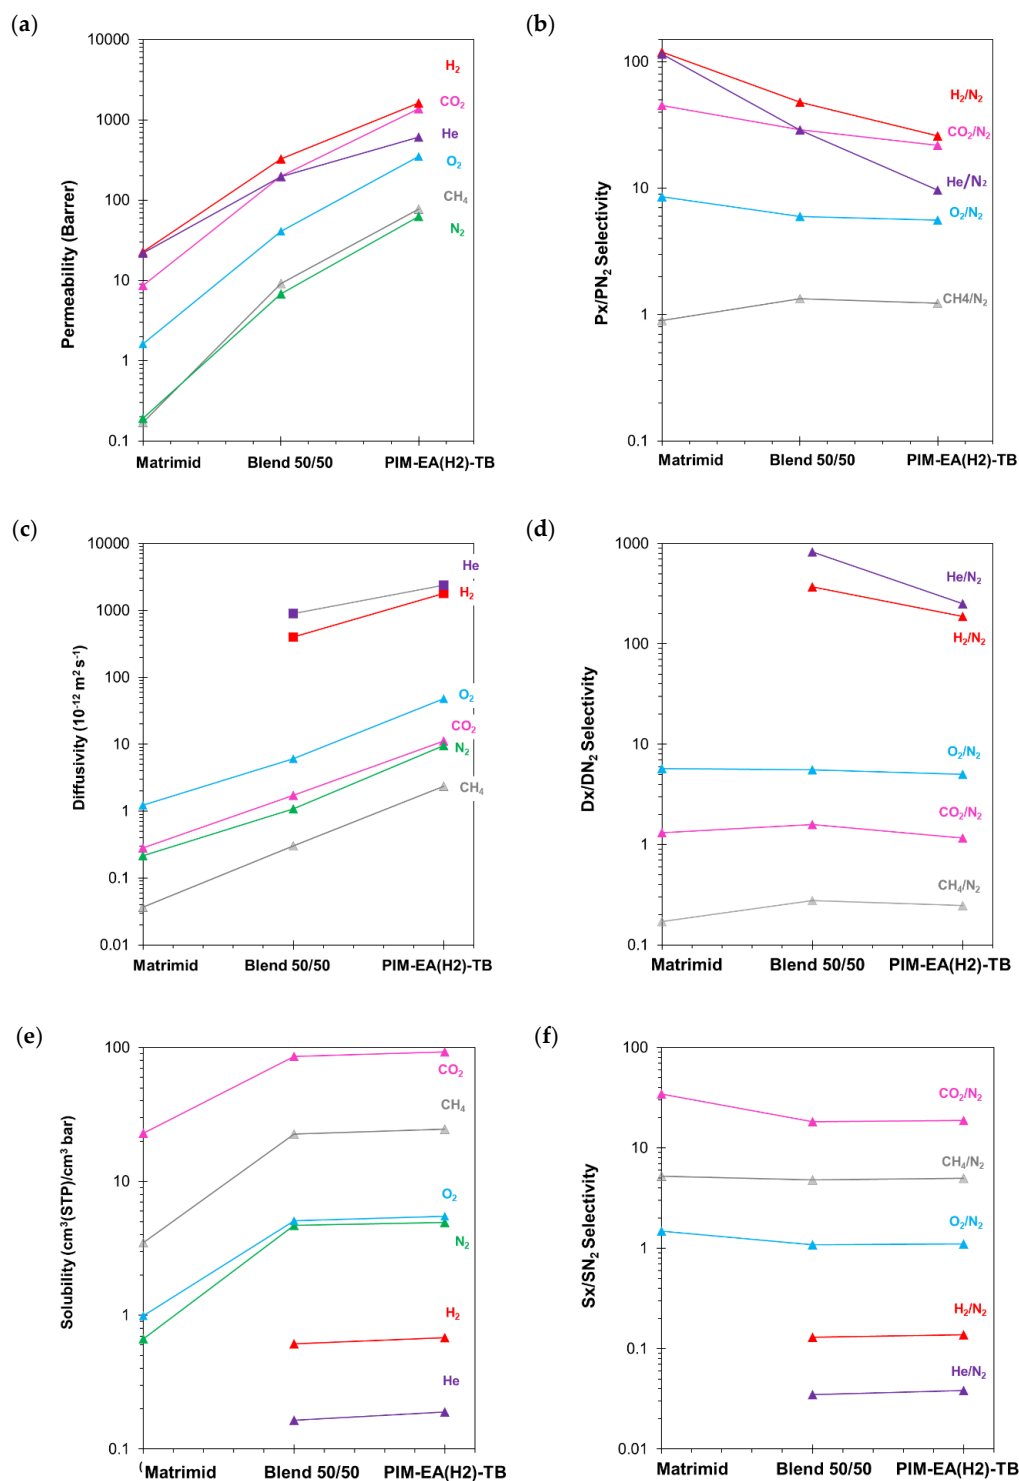 (a)
Permeability (Barrer)
10000
1000
100
10
1
0.1
H2
CO2
He
O2
CH4
N2
Matrimid Blend 50/50 PIM-EA(H2)-TB
(b)
Px/PN2 Selectivity
100
10
1
0.1
H2/N2
CO2/N2
He/N2
O2/N2
CH4/N2
Matrimid Blend 50/50 PIM-EA(H2)-TB
(c)
Diffusivity (10-12 m2 s-1)
10000
1000
100
10
1
0.1
0.01
He
H2
O2
CO2
N2
CH4
Matrimid Blend 50/50 PIM-EA(H2)-TB
(d)
Dx/DN2 Selectivity
1000
100
10
1
0.1
He/N2
H2/N2
O2/N2
CO2/N2
CH4/N2
Matrimid Blend 50/50 PIM-EA(H2)-TB
(e)
Solubility (cm3(STP)/cm3 bar)
100
10
1
0.1
CO2
CH4
O2
N2
H2
He
(Matrimid Blend 50/50 PIM-EA(H2)-TB
(f)
Sx/SN2 Selectivity
100
10
1
0.1
0.01
CO2/N2
CH4/N2
O2/N2
H2/N2
He/N2
Matrimid Blend 50/50 PIM-EA(H2)-TB